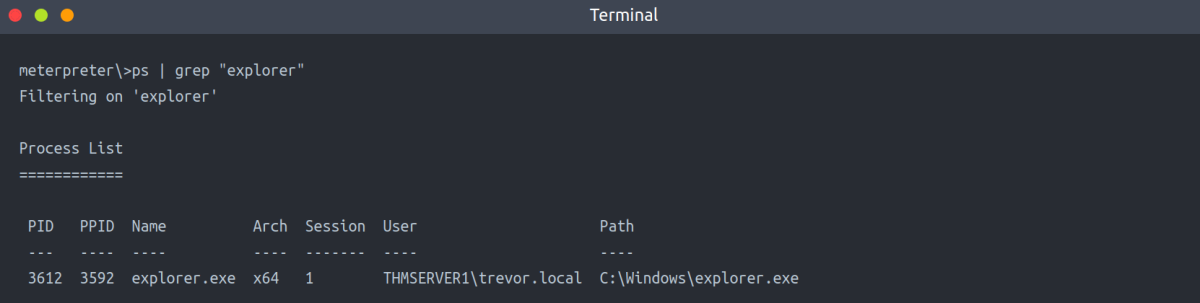 Terminal
meterpreter\>ps | grep "explorer"
Filtering on 'explorer'
Process List
============
PID PPID Name Arch Session User Path
--- ---- ---- ---- ------- ---- ----
3612 3592 explorer.exe x64 1 THMSERVER1\trevor.local C:\Windows\explorer.exe